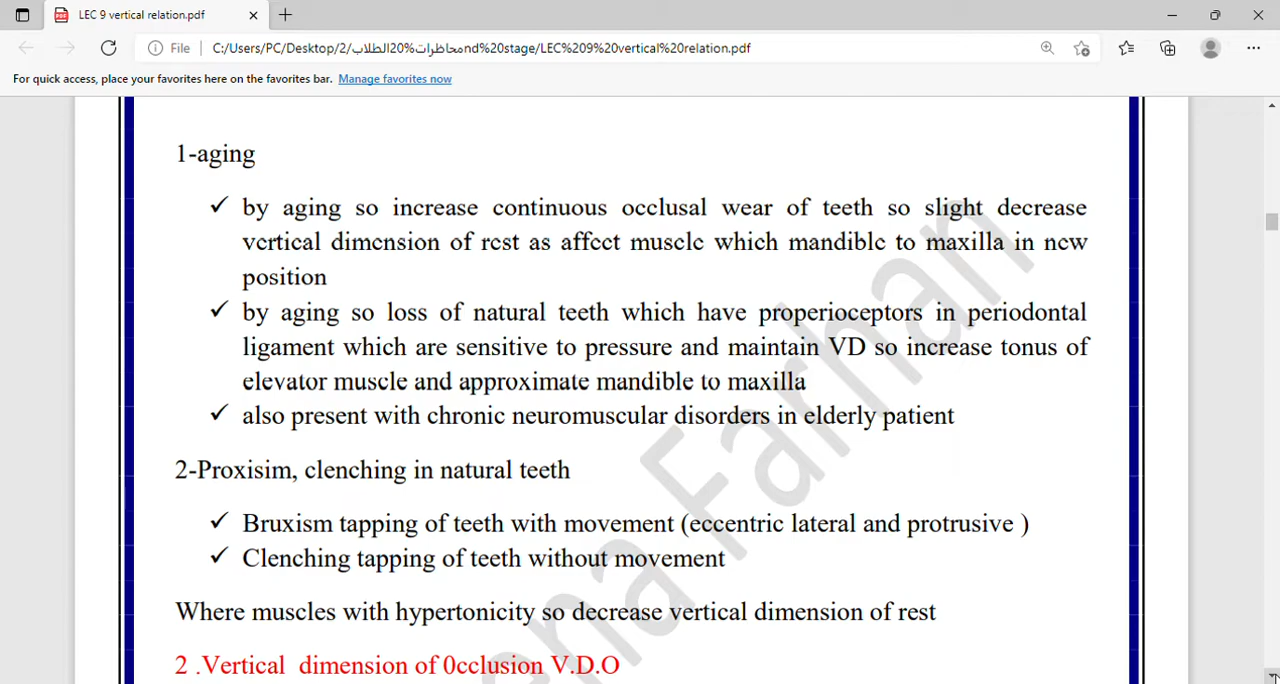 LEC 9 vertical relation.pdf
File C:/Users/PC/Desktop/2/محاظرات%20الطلاب%20nd%20stage/LEC%209%20vertical%20relation.pdf
For quick access, place your favorites here on the favorites bar. Manage favorites now
1-aging
✓ by aging so increase continuous occlusal wear of teeth so slight decrease
vertical dimension of rest as affect muscle which mandible to maxilla in new
position
✓ by aging so loss of natural teeth which have properioceptors in periodontal
ligament which are sensitive to pressure and maintain VD so increase tonus of
elevator muscle and approximate mandible to maxilla
✓ also present with chronic neuromuscular disorders in elderly patient
2-Proxisim, clenching in natural teeth
✓ Bruxism tapping of teeth with movement (eccentric lateral and protrusive )
✓ Clenching tapping of teeth without movement
Where muscles with hypertonicity so decrease vertical dimension of rest
2 .Vertical dimension of 0cclusion V.D.O
Farhan